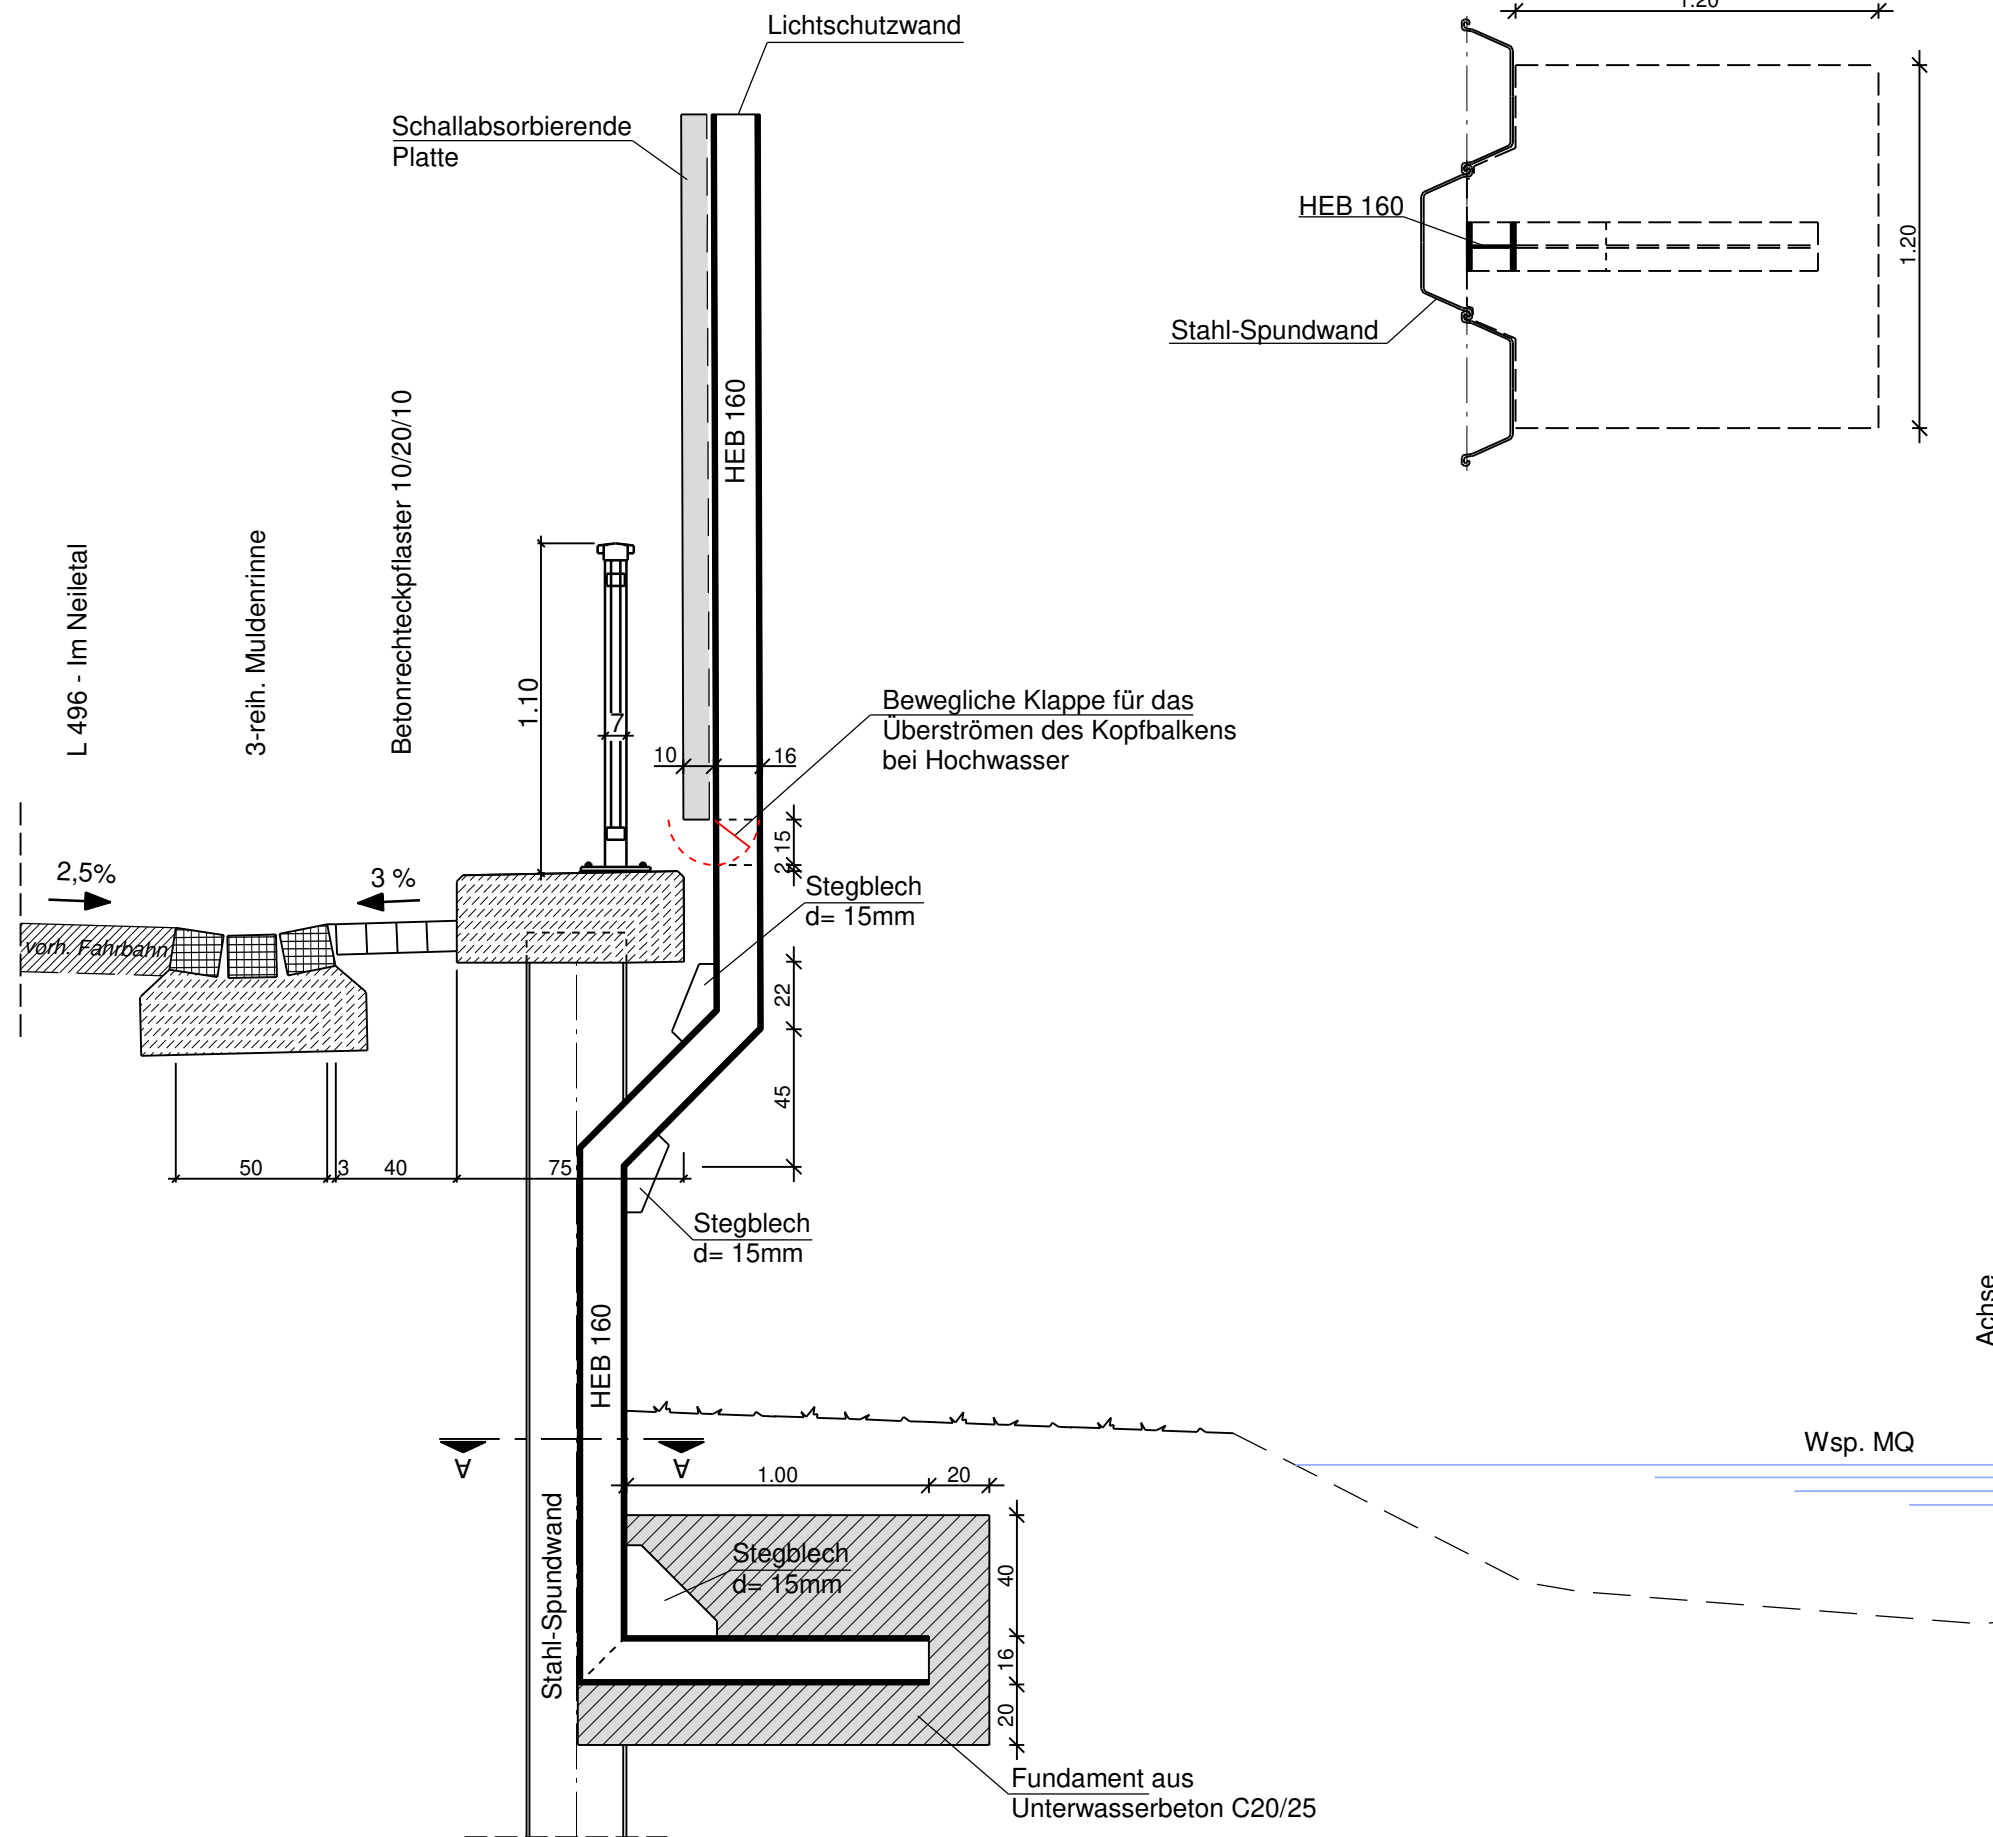 Lichtschutzwand
1.20
Schallabsorbierende
Platte
HEB 160
1.20
Stahl-Spundwand
HEB 160
L 496 - Im Neiletal
3-reih. Muldenrinne
Betonrechteckpflaster 10/20/10
1.10
7
10
16
Bewegliche Klappe für das
Überströmen des Kopfbalkens
bei Hochwasser
15
2
2,5%
3 %
Stegblech
d= 15mm
vorh. Fahrbahn
22
45
50
3
40
75
Stegblech
d= 15mm
HEB 160
Achse
Wsp. MQ
A
A
1.00
20
Stahl-Spundwand
Stegblech
d= 15mm
40
16
20
Fundament aus
Unterwasserbeton C20/25